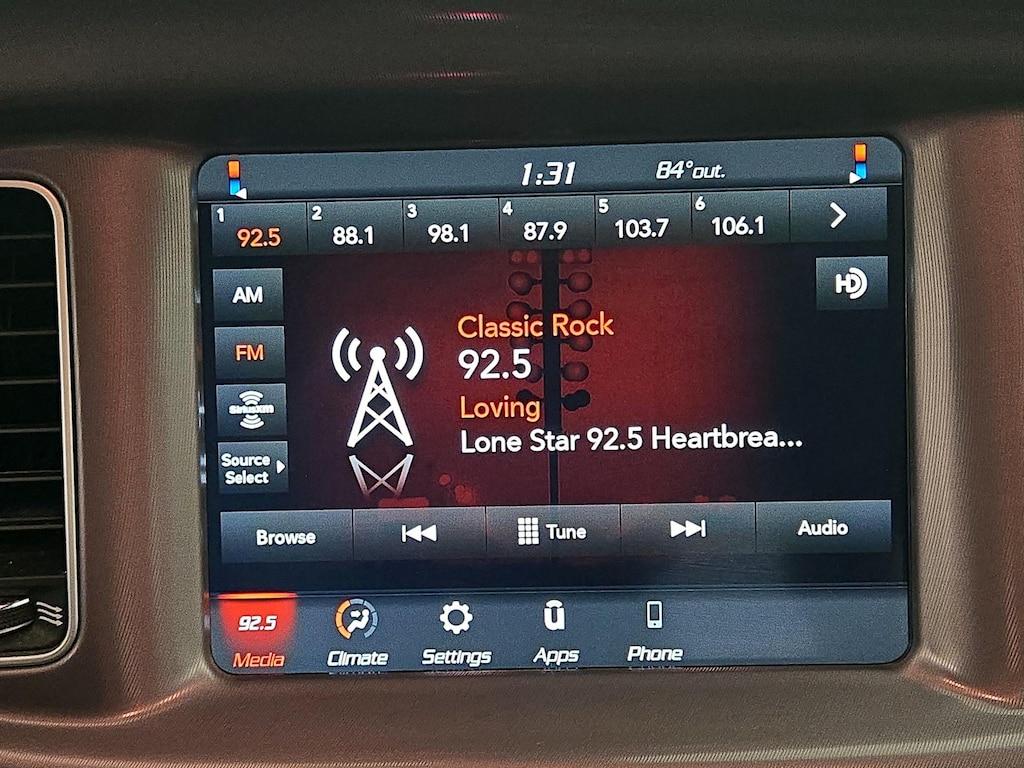 1:31 84°out.
1 92.5 2 88.1 3 98.1 4 87.9 5 103.7 6 106.1
HD
AM
FM
SiriusXM
Source
Select
Classic Rock
92.5
Loving
Lone Star 92.5 Heartbrea...
Browse Tune Audio
92.5
Media Climate Settings Apps Phone